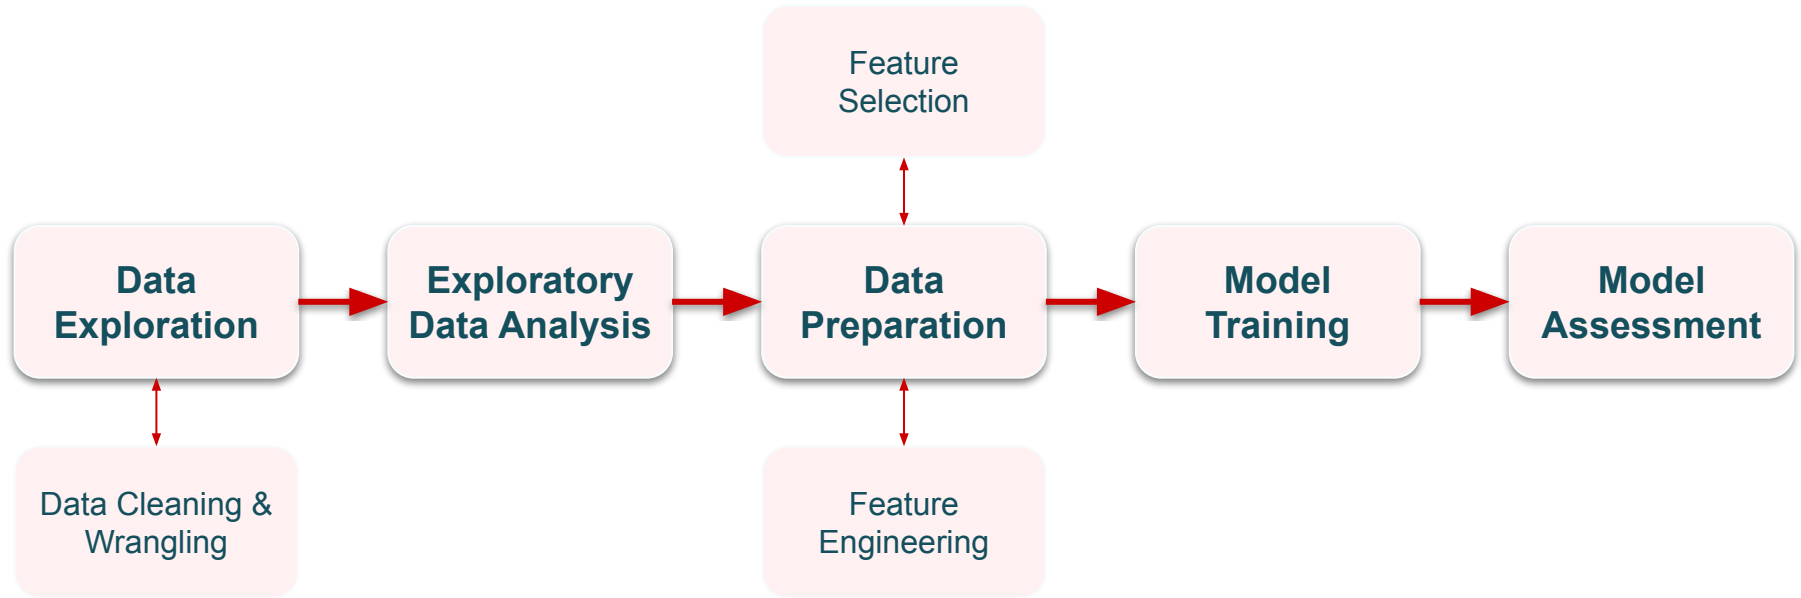 Feature
Selection
Data
Exploration
Exploratory
Data Analysis
Data
Preparation
Model
Training
Model
Assessment
Data Cleaning &
Wrangling
Feature
Engineering